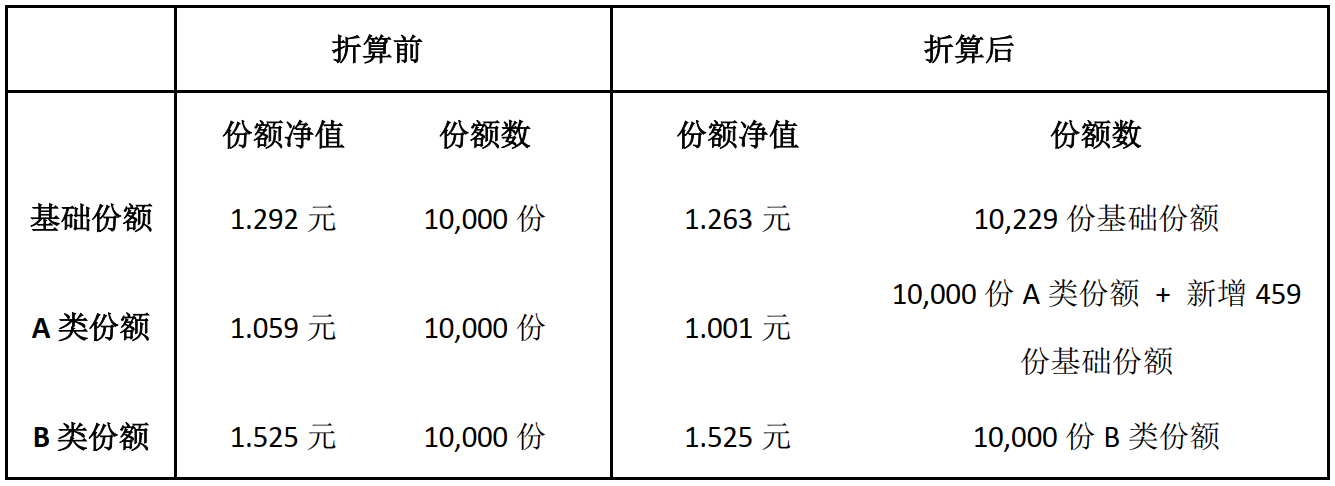 折算前 折算后
份额净值 份额数 份额净值 份额数
基础份额 1.292 元 10,000 份 1.263 元 10,229 份基础份额
A 类份额 1.059 元 10,000 份 1.001 元 10,000 份 A 类份额 + 新增 459
份基础份额
B 类份额 1.525 元 10,000 份 1.525 元 10,000 份 B 类份额